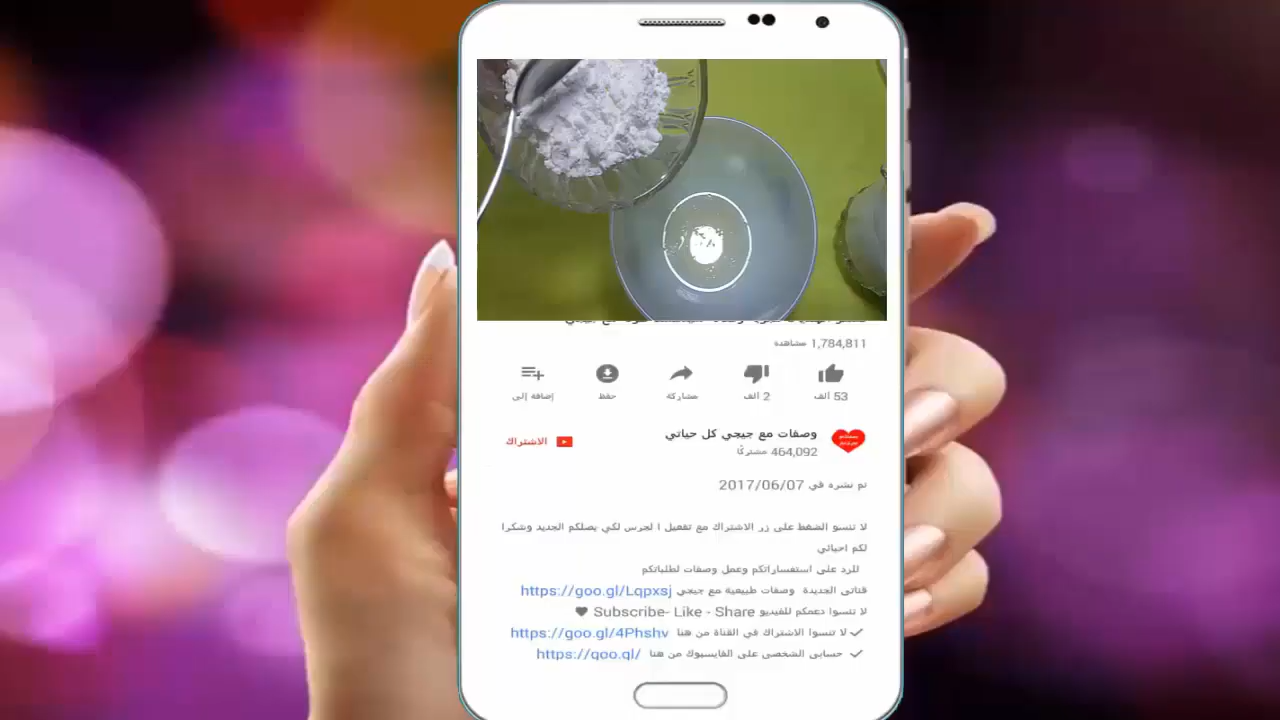 1,784,811 مشاهدة
53 ألف
2 ألف
مشاركة
حفظ
إضافة إلى
وصفات مع جيجي كل حياتي
464,092 مشتركًا
الاشتراك
تم نشره في 2017/06/07
لا تنسو الضغط على زر الاشتراك مع تفعيل ا لجرس لكي يصلكم الجديد وشكرا
لكم احبائي
للرد على استفساراتكم وعمل وصفات لطلباتكم
قناتي الجديدة وصفات طبيعية مع جيجي https://goo.gl/Lqpxsj
لا تنسوا دعمكم للفيديو Subscribe- Like - Share ♥
✓ لا تنسوا الاشتراك في القناة من هنا https://goo.gl/4Phshv
✓ حسابي الشخصي على الفايسبوك من هنا https://goo.gl/